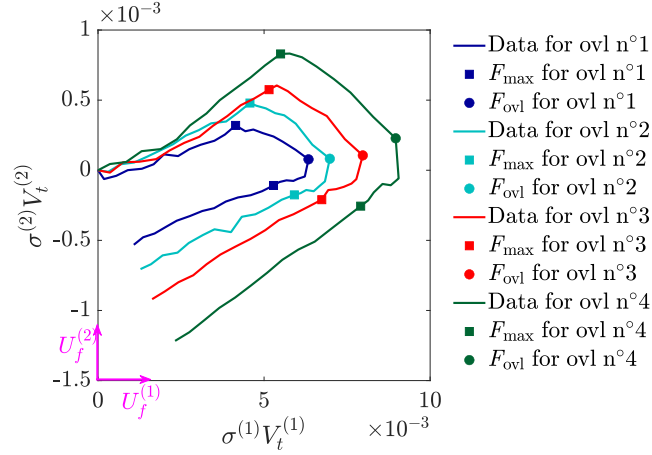 ×10⁻³
1
0.5
0
-0.5
-1
-1.5
σ⁽²⁾V_t⁽²⁾
U_f⁽²⁾
U_f⁽¹⁾
0 5 10
σ⁽¹⁾V_t⁽¹⁾
×10⁻³
Data for ovl n°1
F_max for ovl n°1
F_ovl for ovl n°1
Data for ovl n°2
F_max for ovl n°2
F_ovl for ovl n°2
Data for ovl n°3
F_max for ovl n°3
F_ovl for ovl n°3
Data for ovl n°4
F_max for ovl n°4
F_ovl for ovl n°4